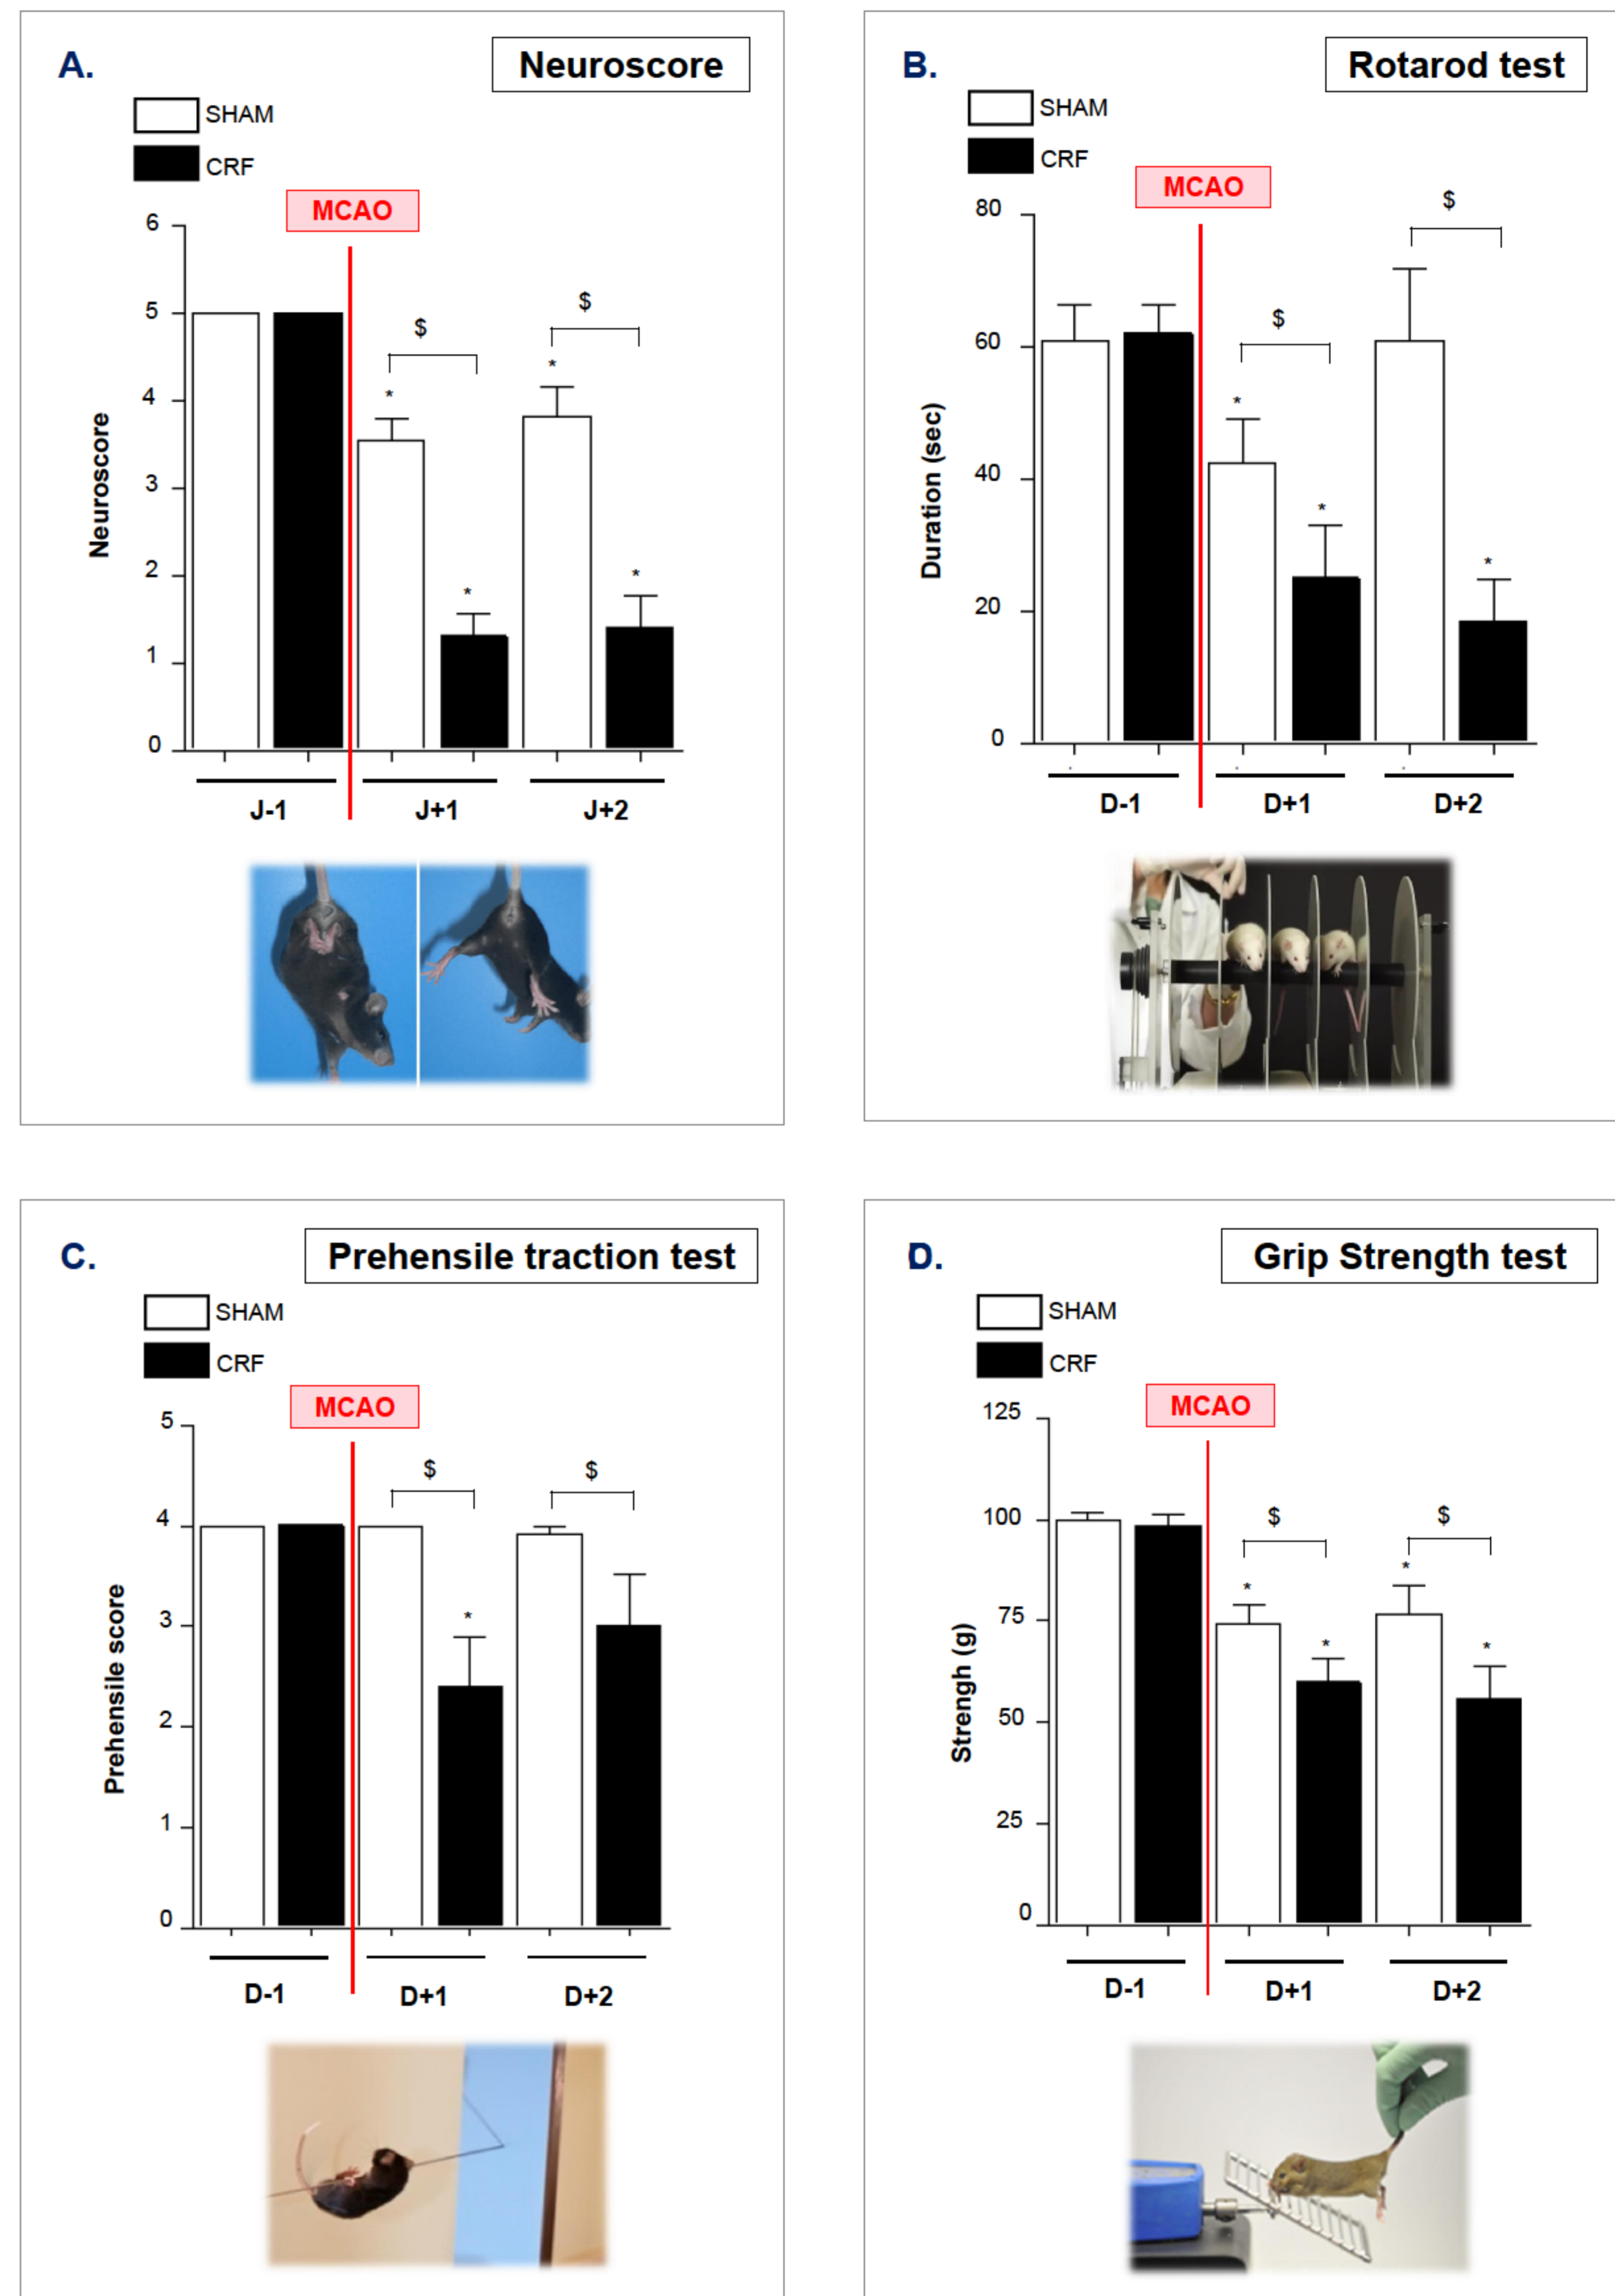 A.
Neuroscore
SHAM
CRF
MCAO
6
5
4
3
2
1
0
Neuroscore
$
$
*
*
*
*
J-1 J+1 J+2
B.
Rotarod test
SHAM
CRF
MCAO
80
60
40
20
0
Duration (sec)
$
$
*
*
*
D-1 D+1 D+2
C.
Prehensile traction test
SHAM
CRF
MCAO
5
4
3
2
1
0
Prehensile score
$ $
*
D-1 D+1 D+2
D.
Grip Strength test
SHAM
CRF
MCAO
125
100
75
50
25
0
Strengh (g)
$ $
*
*
*
*
D-1 D+1 D+2